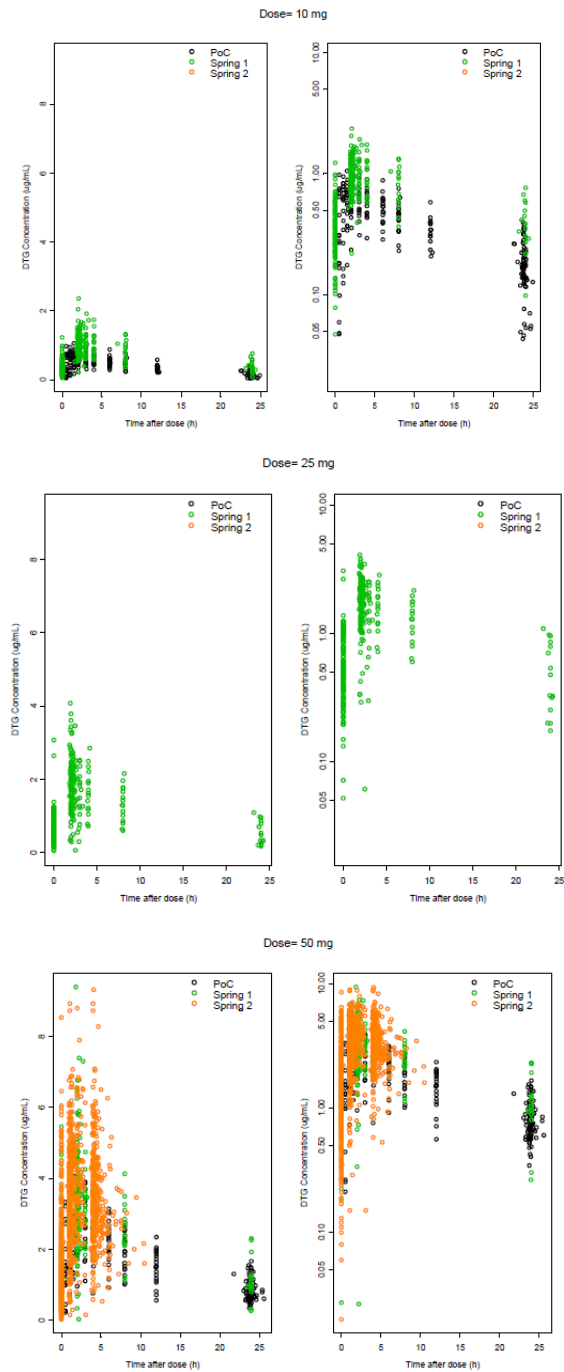 Dose= 10 mg
PoC
Spring 1
Spring 2
DTG Concentration (ug/mL)
0 2 4 6 8
0 5 10 15 20 25
Time after dose (h)
PoC
Spring 1
Spring 2
DTG Concentration (ug/mL)
0.05 0.10 0.50 1.00 5.00 10.00
0 5 10 15 20 25
Time after dose (h)
Dose= 25 mg
PoC
Spring 1
Spring 2
DTG Concentration (ug/mL)
0 2 4 6 8
0 5 10 15 20 25
Time after dose (h)
PoC
Spring 1
Spring 2
DTG Concentration (ug/mL)
0.05 0.10 0.50 1.00 5.00 10.00
0 5 10 15 20 25
Time after dose (h)
Dose= 50 mg
PoC
Spring 1
Spring 2
DTG Concentration (ug/mL)
0 2 4 6 8
0 5 10 15 20 25
Time after dose (h)
PoC
Spring 1
Spring 2
DTG Concentration (ug/mL)
0.05 0.10 0.50 1.00 5.00 10.00
0 5 10 15 20 25
Time after dose (h)